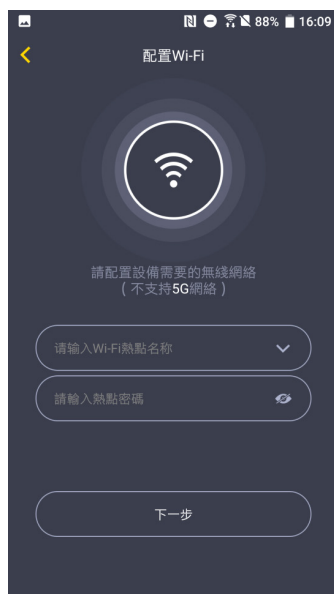 88% 16:09
配置Wi-Fi
請配置設備需要的無綫網絡
(不支持5G網絡)
请输入Wi-Fi熱點名称
請輸入熱點密碼
下一步